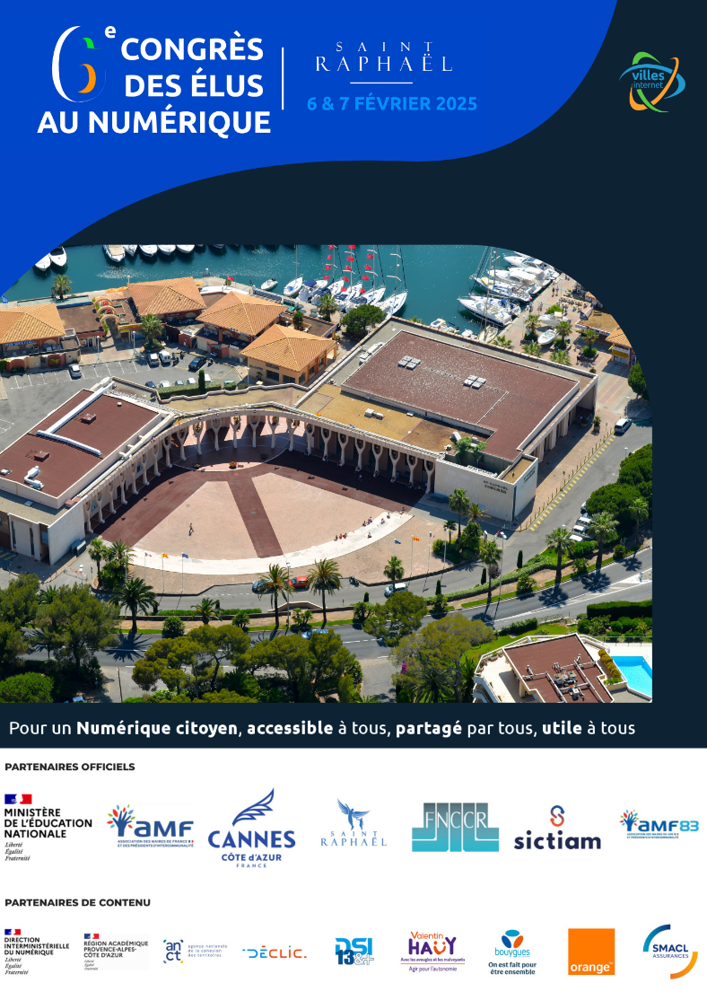 6e CONGRÈS
DES ÉLUS
AU NUMÉRIQUE
SAINT
RAPHAËL
6 & 7 FÉVRIER 2025
villes
internet
Pour un Numérique citoyen, accessible à tous, partagé par tous, utile à tous
PARTENAIRES OFFICIELS
MINISTÈRE
DE L'ÉDUCATION
NATIONALE
Liberté
Égalité
Fraternité
AMF
ASSOCIATION DES MAIRES DE FRANCE
ET DES PRÉSIDENTS D'INTERCOMMUNALITÉ
CANNES
CÔTE d'AZUR
FRANCE
SAINT
RAPHAËL
FNCCR
sictiam
AMF83
PARTENAIRES DE CONTENU
DIRECTION
INTERMINISTÉRIELLE
DU NUMÉRIQUE
Liberté
Égalité
Fraternité
RÉGION ACADÉMIQUE
PROVENCE-ALPES-
CÔTE D'AZUR
Liberté
Égalité
Fraternité
anct
agence nationale
de la cohésion
des territoires
DÉCLIC.
DSI
13&+
Valentin
HAÜY
Avec les aveugles et les malvoyants
Agir pour l'autonomie
bouygues
On est fait pour
être ensemble
orange™
SMACL
ASSURANCES